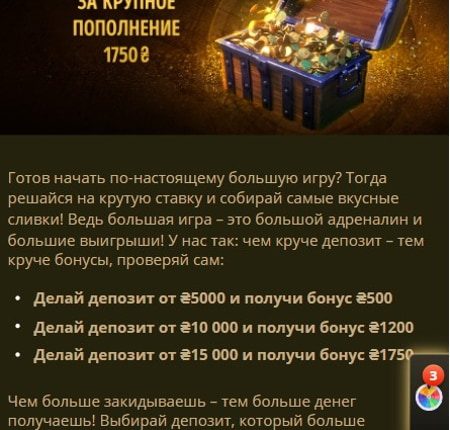 ЗА КРУПНОЕ
ПОПОЛНЕНИЕ
1750 ₴
Готов начать по-настоящему большую игру? Тогда
решайся на крутую ставку и собирай самые вкусные
сливки! Ведь большая игра – это большой адреналин и
большие выигрыши! У нас так: чем круче депозит – тем
круче бонусы, проверяй сам:
• Делай депозит от ₴5000 и получи бонус ₴500
• Делай депозит от ₴10 000 и получи бонус ₴1200
• Делай депозит от ₴15 000 и получи бонус ₴1750
3
Чем больше закидываешь – тем больше денег
получаешь! Выбирай депозит, который больше